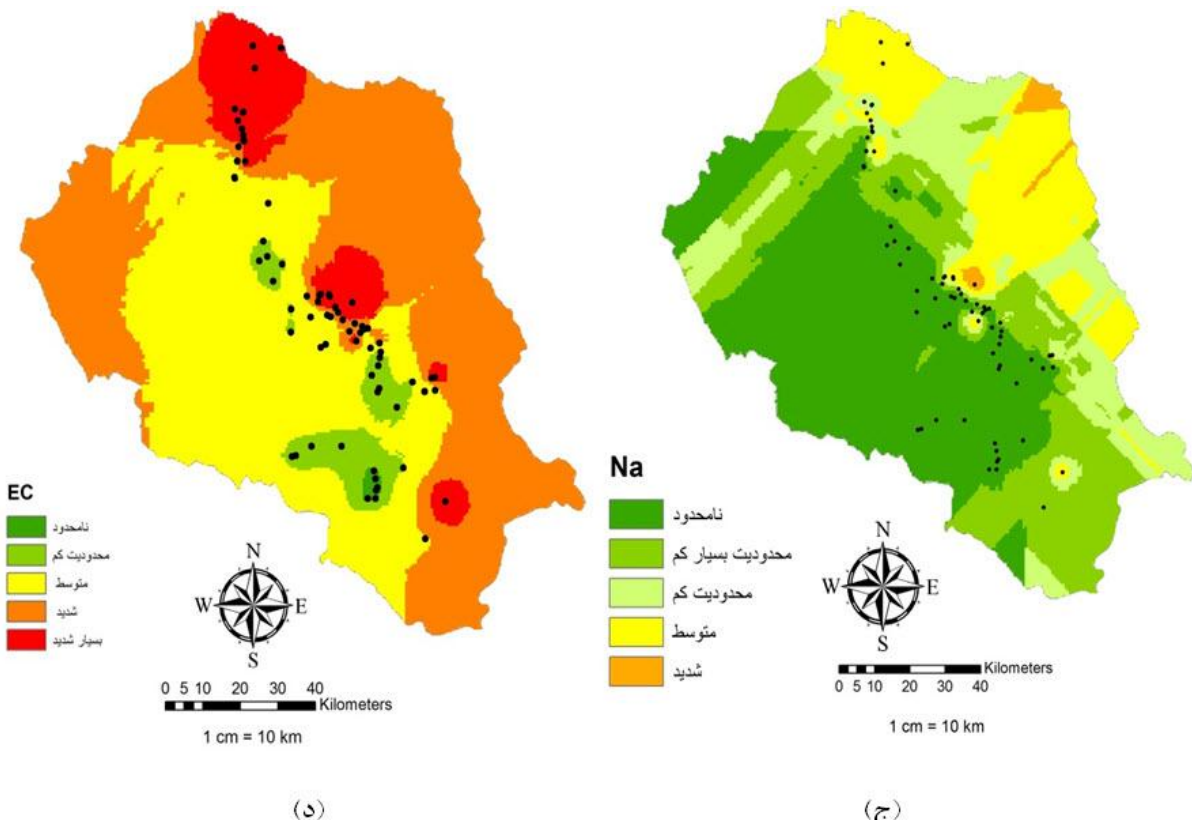 EC
نامحدود
محدودیت کم
متوسط
شدید
بسیار شدید
N
W E
S
0 5 10 20 30 40 Kilometers
1 cm = 10 km
(د)
Na
نامحدود
محدودیت بسیار کم
محدودیت کم
متوسط
شدید
N
W E
S
Kilometers
0 5 10 20 30 40
1 cm = 10 km
(ج)